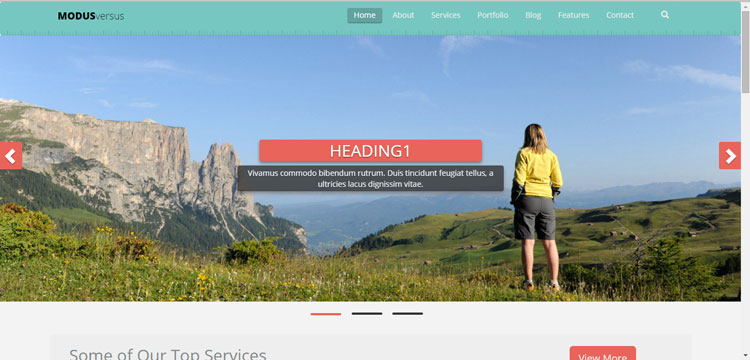 MODUSversus
Home About Services Portfolio Blog Features Contact
HEADING1
Vivamus commodo bibendum rutrum. Duis tincidunt feugiat tellus, a
ultricies lacus dignissim vitae.
Some of Our Top Services
View More